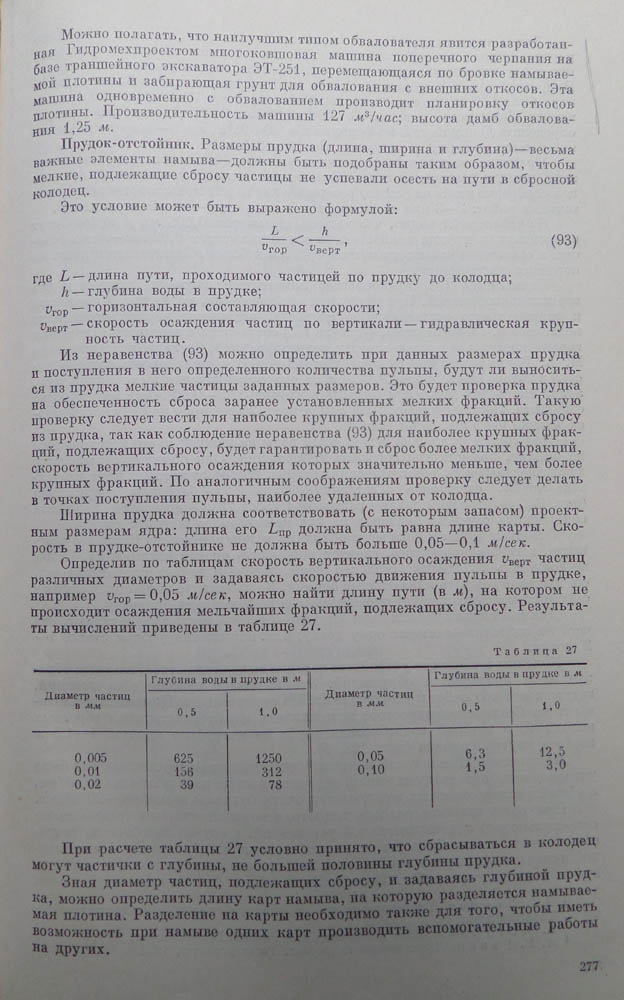 Можно полагать, что наилучшим типом обвалователя явится разработан-
ная Гидромехпроектом многоковшовая машина поперечного черпания на
базе траншейного экскаватора ЭТ-251, перемещающаяся по бровке намывае-
мой плотины и забирающая грунт для обвалования с внешних откосов. Эта
машина одновременно с обвалованием производит планировку откосов
плотины. Производительность машины 127 м³/час; высота дамб обвалова-
ния 1,25 м.
Прудок-отстойник. Размеры прудка (длина, ширина и глубина)—весьма
важные элементы намыва—должны быть подобраны таким образом, чтобы
мелкие, подлежащие сбросу частицы не успевали осесть на пути в сбросной
колодец.
Это условие может быть выражено формулой:
L/vгор < h/vверт, (93)
где L — длина пути, проходимого частицей по прудку до колодца;
h — глубина воды в прудке;
vгор — горизонтальная составляющая скорости;
vверт — скорость осаждения частиц по вертикали — гидравлическая круп-
ность частиц.
Из неравенства (93) можно определить при данных размерах прудка
и поступления в него определенного количества пульпы, будут ли выносить-
ся из прудка мелкие частицы заданных размеров. Это будет проверка прудка
на обеспеченность сброса заранее установленных мелких фракций. Такую
проверку следует вести для наиболее крупных фракций, подлежащих сбросу
из прудка, так как соблюдение неравенства (93) для наиболее крупных фрак-
ций, подлежащих сбросу, будет гарантировать и сброс более мелких фракций,
скорость вертикального осаждения которых значительно меньше, чем более
крупных фракций. По аналогичным соображениям проверку следует делать
в точках поступления пульпы, наиболее удаленных от колодца.
Ширина прудка должна соответствовать (с некоторым запасом) проект-
ным размерам ядра: длина его Lпр должна быть равна длине карты. Ско-
рость в прудке-отстойнике не должна быть больше 0,05—0,1 м/сек.
Определив по таблицам скорость вертикального осаждения vверт частиц
различных диаметров и задаваясь скоростью движения пульпы в прудке,
например vгор = 0,05 м/сек, можно найти длину пути (в м), на котором не
происходит осаждения мельчайших фракций, подлежащих сбросу. Результа-
ты вычислений приведены в таблице 27.
Таблица 27
Диаметр частиц в мм Глубина воды в прудке в м Диаметр частиц в мм Глубина воды в прудке в м
0,5 1,0 0,5 1,0
0,005 625 1250 0,05 6,3 12,5
0,01 156 312 0,10 1,5 3,0
0,02 39 78
При расчете таблицы 27 условно принято, что сбрасываться в колодец
могут частички с глубины, не большей половины глубины прудка.
Зная диаметр частиц, подлежащих сбросу, и задаваясь глубиной пруд-
ка, можно определить длину карт намыва, на которую разделяется намывае-
мая плотина. Разделение на карты необходимо также для того, чтобы иметь
возможность при намыве одних карт производить вспомогательные работы
на других.
277